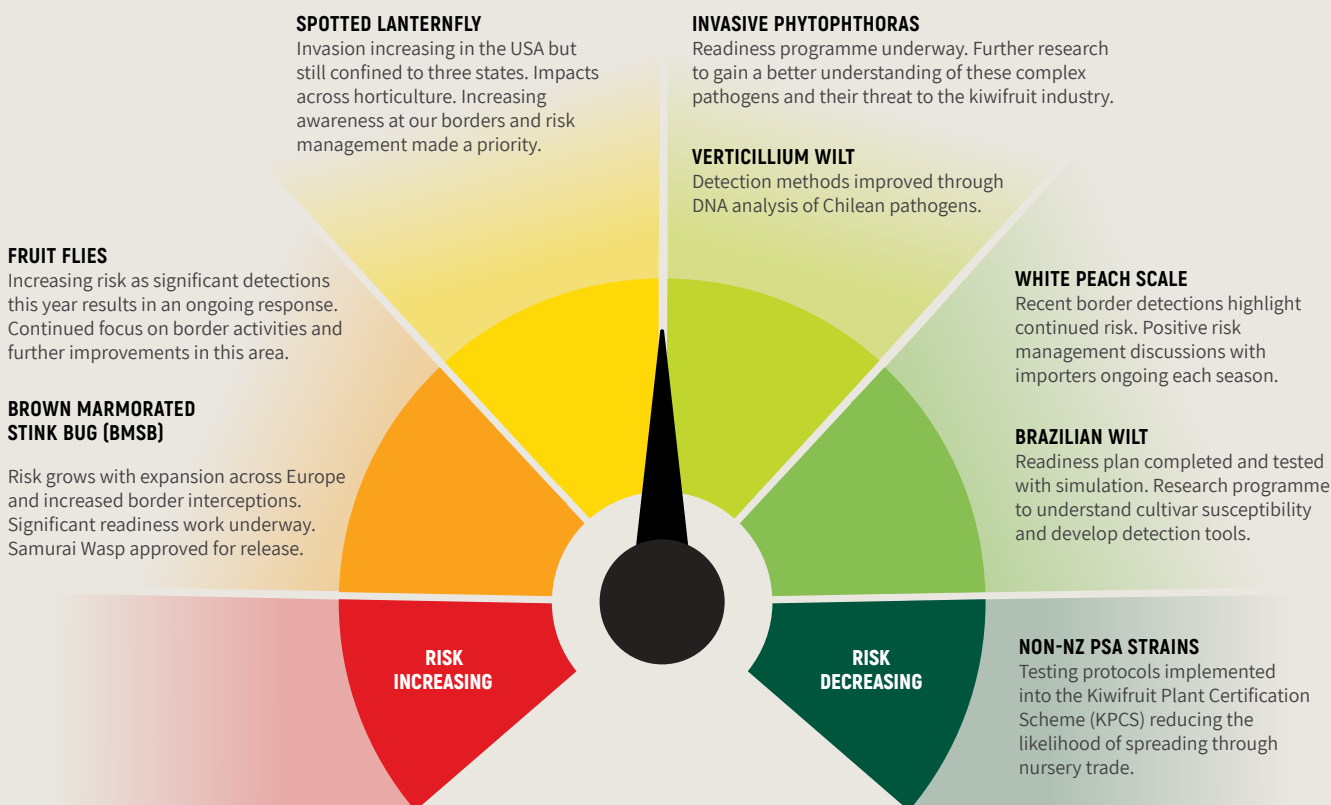 SPOTTED LANTERNFLY
Invasion increasing in the USA but
still confined to three states. Impacts
across horticulture. Increasing
awareness at our borders and risk
management made a priority.
INVASIVE PHYTOPHTHORAS
Readiness programme underway. Further research
to gain a better understanding of these complex
pathogens and their threat to the kiwifruit industry.
VERTICILLIUM WILT
Detection methods improved through
DNA analysis of Chilean pathogens.
FRUIT FLIES
Increasing risk as significant detections
this year results in an ongoing response.
Continued focus on border activities and
further improvements in this area.
BROWN MARMORATED
STINK BUG (BMSB)
Risk grows with expansion across Europe
and increased border interceptions.
Significant readiness work underway.
Samurai Wasp approved for release.
WHITE PEACH SCALE
Recent border detections highlight
continued risk. Positive risk
management discussions with
importers ongoing each season.
BRAZILIAN WILT
Readiness plan completed and tested
with simulation. Research programme
to understand cultivar susceptibility
and develop detection tools.
RISK
INCREASING
RISK
DECREASING
NON-NZ PSA STRAINS
Testing protocols implemented
into the Kiwifruit Plant Certification
Scheme (KPCS) reducing the
likelihood of spreading through
nursery trade.